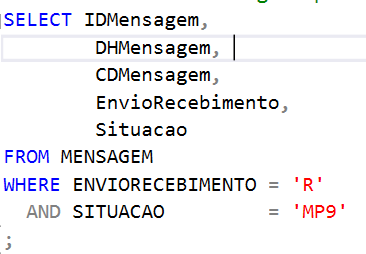 SELECT IDMensagem,
DHMensagem,
CDMensagem,
EnvioRecebimento,
Situacao
FROM MENSAGEM
WHERE ENVIORECEBIMENTO = 'R'
AND SITUACAO = 'MP9'
;